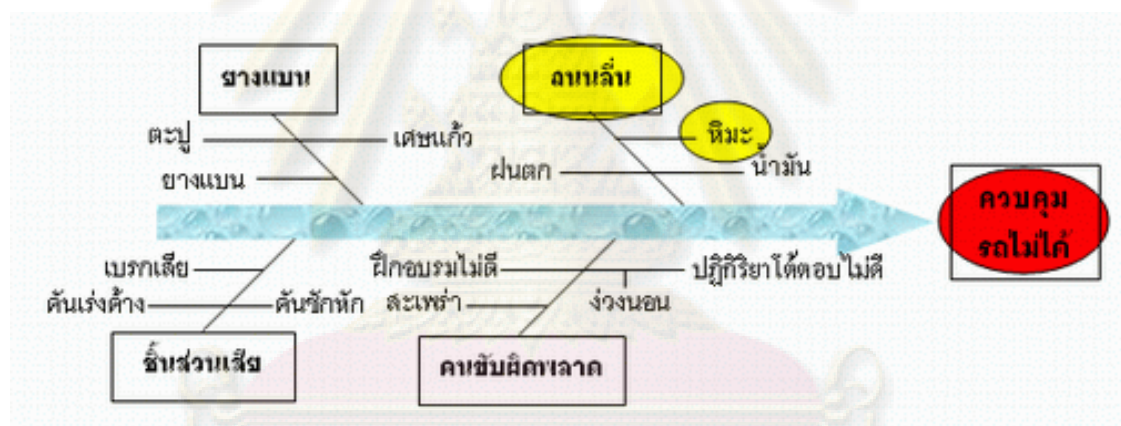 ยางแบน
ถนนลื่น
ตะปู
เศษแก้ว
หิมะ
ยางแบน
ฝนตก
น้ำมัน
ควบคุม
รถไม่ได้
เบรกเสีย
ฝึกอบรมไม่ดี
ปฏิกิริยาโต้ตอบไม่ดี
คันเร่งค้าง
คันชักหัก
สะเพร่า
ง่วงนอน
ชิ้นส่วนเสีย
คนขับผิดพลาด